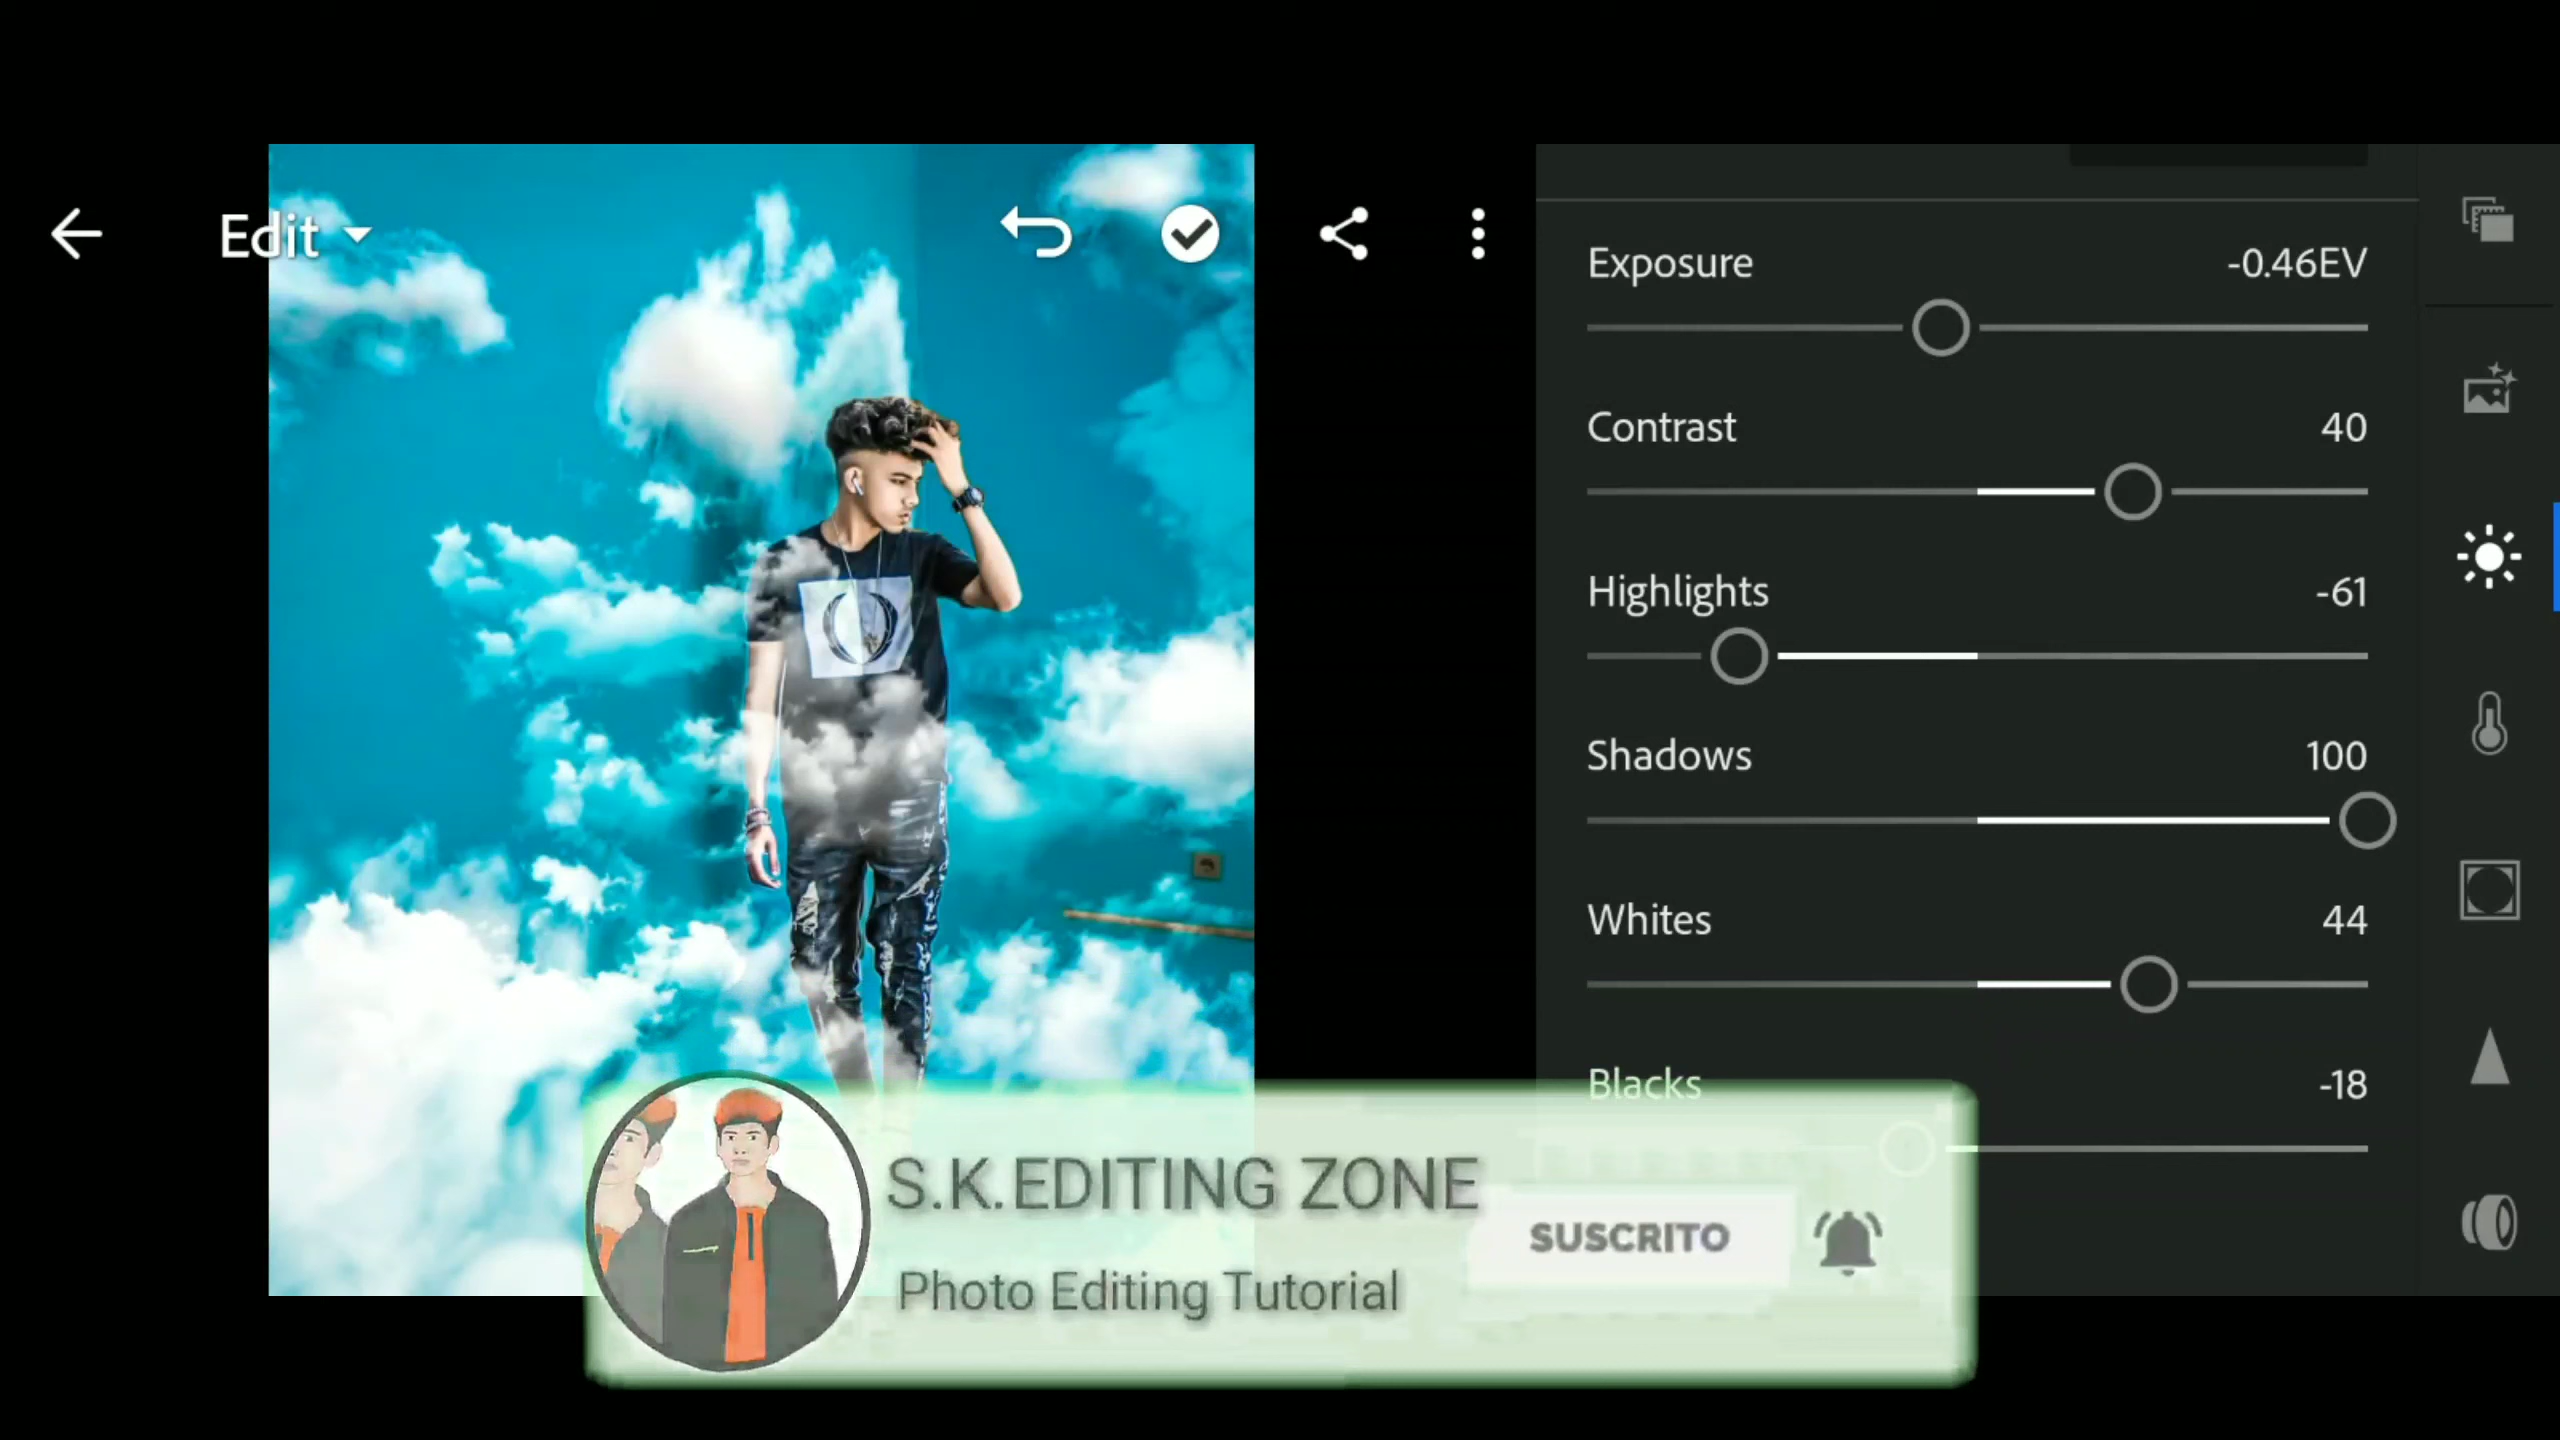 Edit
Exposure -0.46EV
Contrast 40
Highlights -61
Shadows 100
Whites 44
Blacks -18
S.K.EDITING ZONE
SUSCRITO
Photo Editing Tutorial